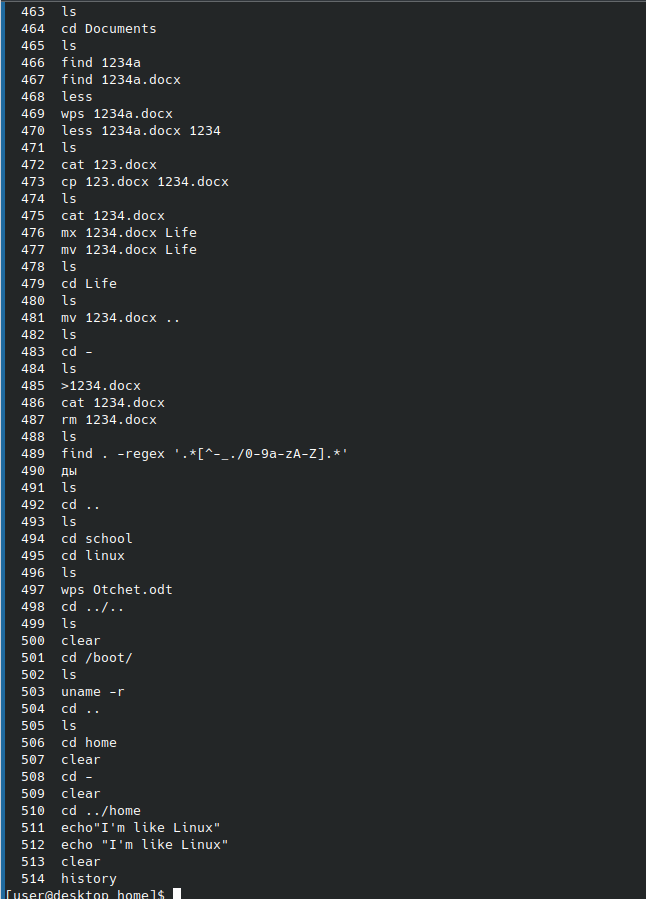 463 ls
464 cd Documents
465 ls
466 find 1234a
467 find 1234a.docx
468 less
469 wps 1234a.docx
470 less 1234a.docx 1234
471 ls
472 cat 123.docx
473 cp 123.docx 1234.docx
474 ls
475 cat 1234.docx
476 mx 1234.docx Life
477 mv 1234.docx Life
478 ls
479 cd Life
480 ls
481 mv 1234.docx ..
482 ls
483 cd -
484 ls
485 >1234.docx
486 cat 1234.docx
487 rm 1234.docx
488 ls
489 find . -regex '.*[^-_./0-9a-zA-Z].*'
490 ды
491 ls
492 cd ..
493 ls
494 cd school
495 cd linux
496 ls
497 wps Otchet.odt
498 cd ../..
499 ls
500 clear
501 cd /boot/
502 ls
503 uname -r
504 cd ..
505 ls
506 cd home
507 clear
508 cd -
509 clear
510 cd ../home
511 echo"I'm like Linux"
512 echo "I'm like Linux"
513 clear
514 history
[user@desktop home]$